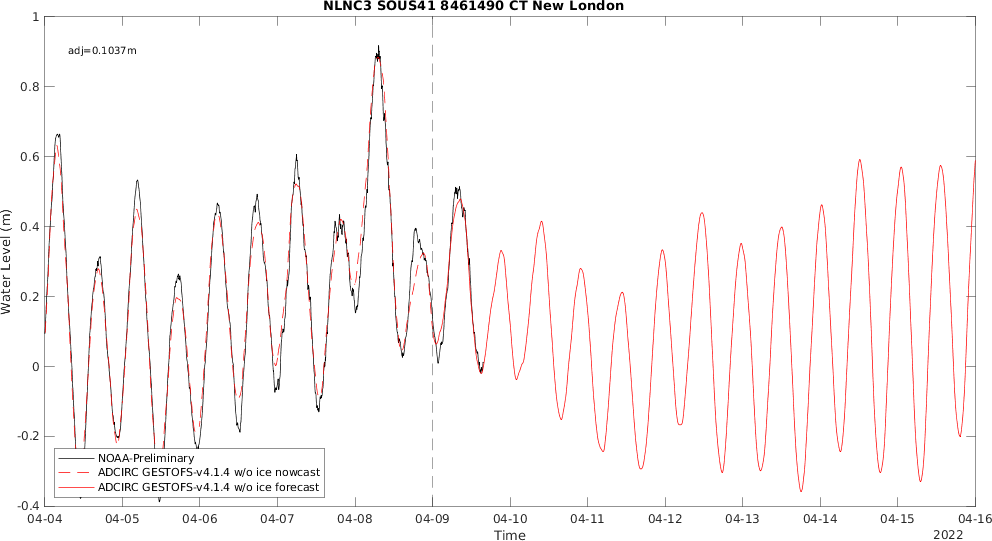 NLNC3 SOUS41 8461490 CT New London
adj=0.1037m
Water Level (m)
1
0.8
0.6
0.4
0.2
0
-0.2
-0.4
NOAA-Preliminary
ADCIRC GESTOFS-v4.1.4 w/o ice nowcast
ADCIRC GESTOFS-v4.1.4 w/o ice forecast
04-04 04-05 04-06 04-07 04-08 04-09 04-10 04-11 04-12 04-13 04-14 04-15 04-16
Time
2022